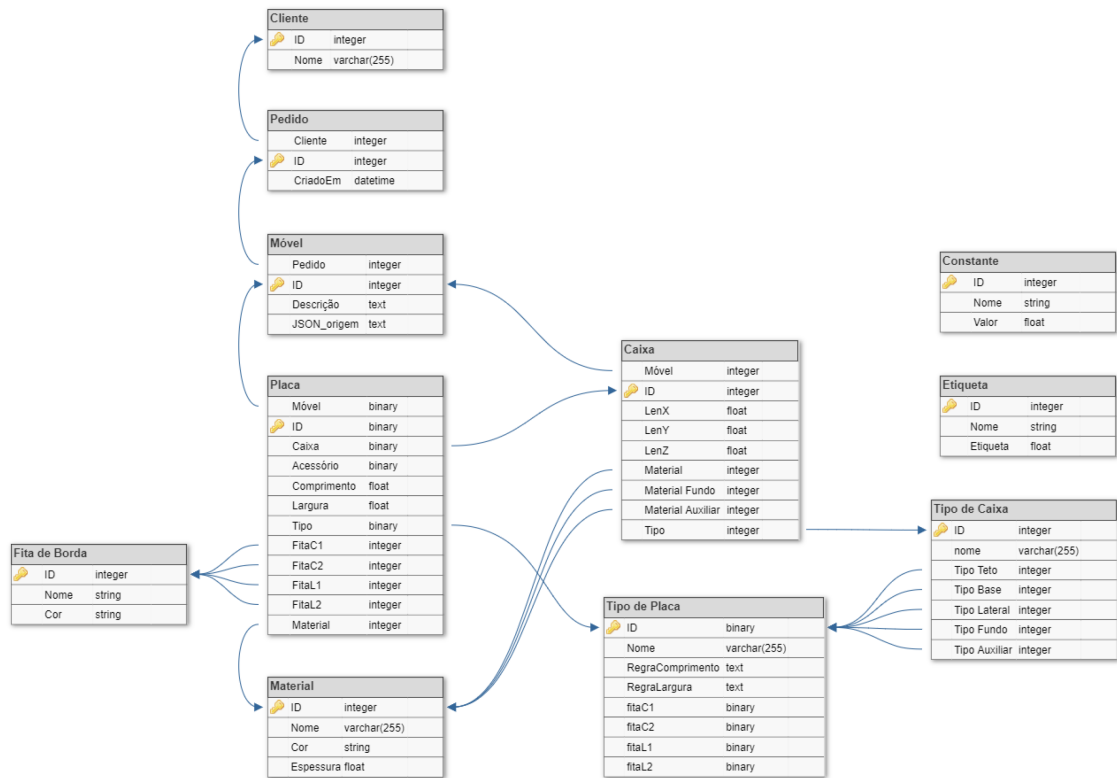 Cliente
ID integer
Nome varchar(255)
Pedido
Cliente integer
ID integer
CriadoEm datetime
Móvel
Pedido integer
ID integer
Descrição text
JSON_origem text
Placa
Móvel binary
ID binary
Caixa binary
Acessório binary
Comprimento float
Largura float
Tipo binary
FitaC1 integer
FitaC2 integer
FitaL1 integer
FitaL2 integer
Material integer
Fita de Borda
ID integer
Nome string
Cor string
Material
ID integer
Nome varchar(255)
Cor string
Espessura float
Caixa
Móvel integer
ID integer
LenX float
LenY float
LenZ float
Material integer
Material Fundo integer
Material Auxiliar integer
Tipo integer
Tipo de Placa
ID binary
Nome varchar(255)
RegraComprimento text
RegraLargura text
fitaC1 binary
fitaC2 binary
fitaL1 binary
fitaL2 binary
Constante
ID integer
Nome string
Valor float
Etiqueta
ID integer
Nome string
Etiqueta float
Tipo de Caixa
ID integer
nome varchar(255)
Tipo Teto integer
Tipo Base integer
Tipo Lateral integer
Tipo Fundo integer
Tipo Auxiliar integer